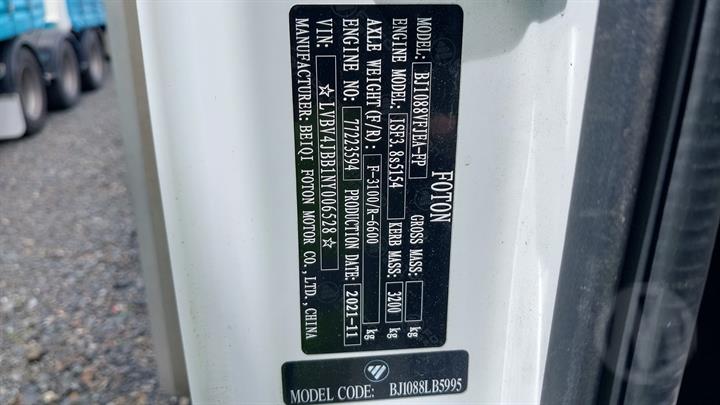 FOTON
MODEL: BJ1088VFJEA-FP GROSS MASS: kg
ENGINE MODEL: ISF3.8s5154 KERB MASS: 3200 kg
AXLE WEIGHT(F/R): F-3100/R-6600 kg
ENGINE NO: 77223594 PRODUCTION DATE: 2021-11
VIN: ☆LVBV4JBB1NY006528☆
MANUFACTURER: BEIQI FOTON MOTOR CO., LTD., CHINA
MODEL CODE: BJ1088LB5995